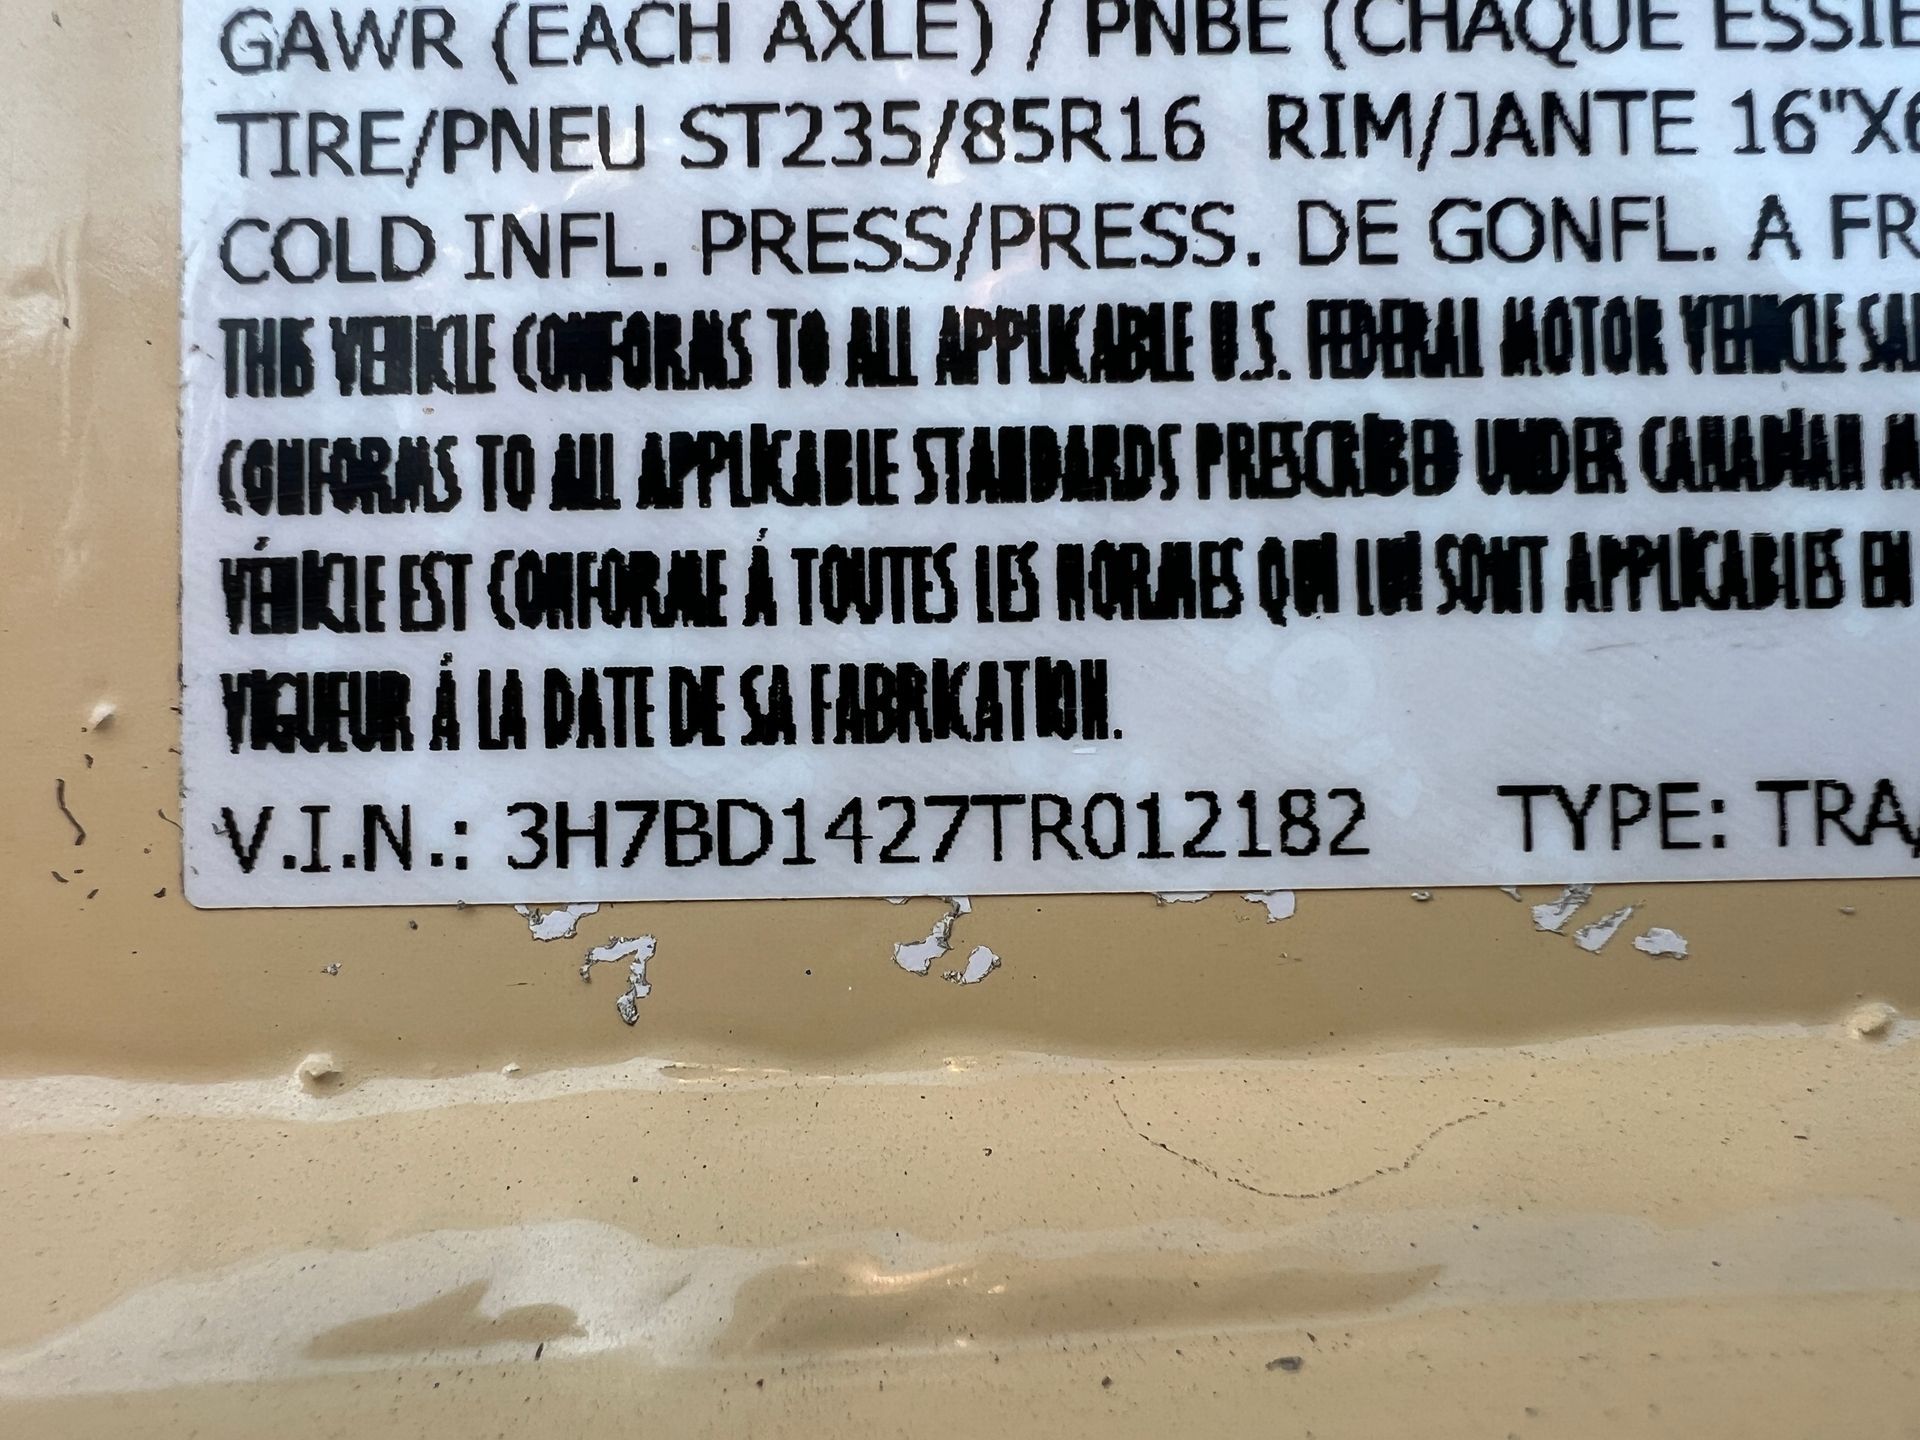 GAWR (EACH AXLE) / PNBE (CHAQUE ESSIE
TIRE/PNEU ST235/85R16 RIM/JANTE 16"X6
COLD INFL. PRESS/PRESS. DE GONFL. A FR
THIS VEHICLE CONFORMS TO ALL APPLICABLE U.S. FEDERAL MOTOR VEHICLE SA
CONFORMS TO ALL APPLICABLE STANDARDS PRESCRIBED UNDER CANADIAN M
VÉHICLE EST CONFORME Á TOUTES LES NORMES QUI LUI SONT APPLICABLES EN
VIGUEUR Á LA DATE DE SA FABRICATION.
V.I.N.: 3H7BD1427TR012182 TYPE: TRA